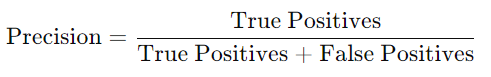 Precision = True Positives / True Positives + False Positives